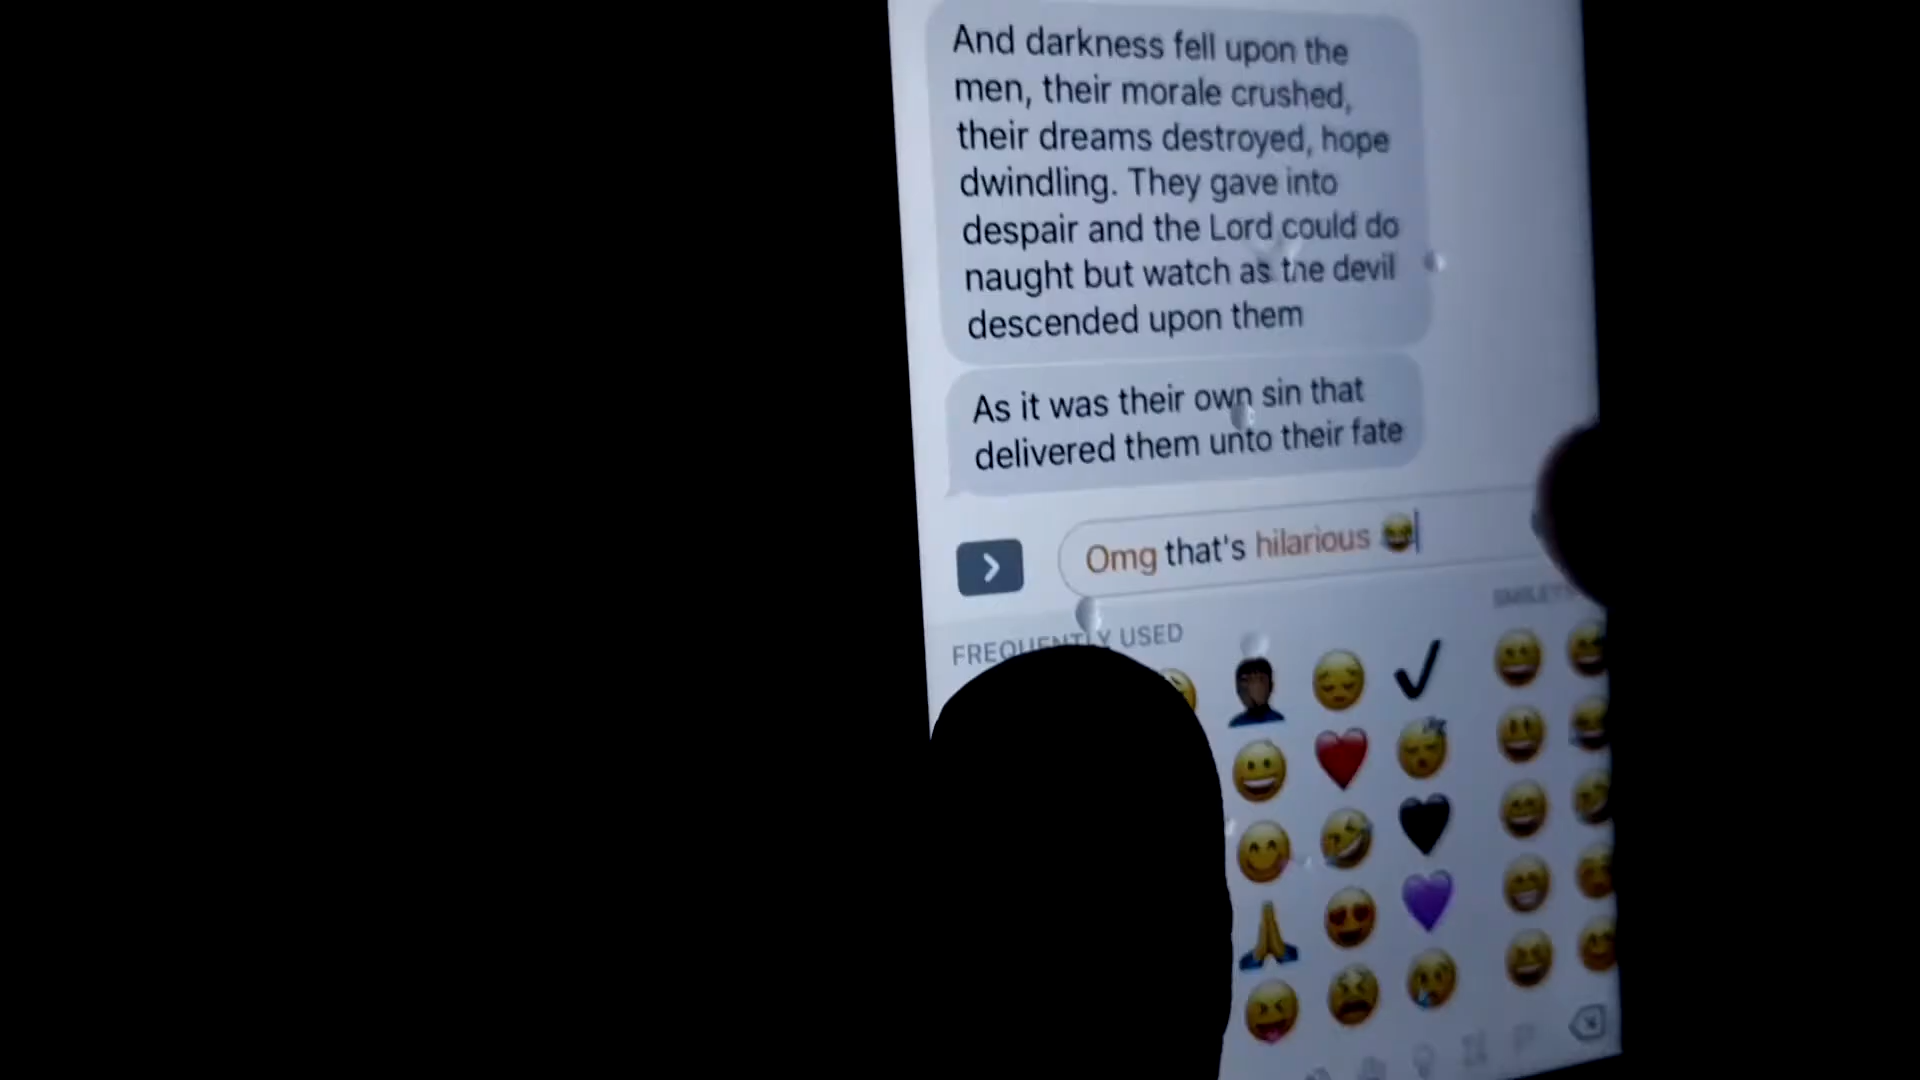 And darkness fell upon the
men, their morale crushed,
their dreams destroyed, hope
dwindling. They gave into
despair and the Lord could do
naught but watch as the devil
descended upon them
As it was their own sin that
delivered them unto their fate
Omg that's hilarious 😂
FREQUENTLY USED